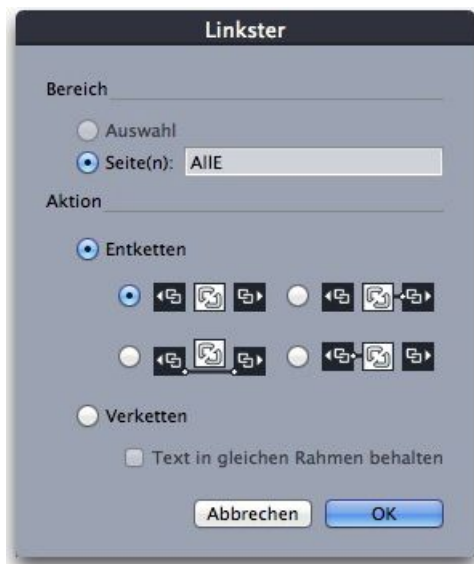 Linkster
Bereich
Auswahl
Seite(n): AllE
Aktion
Entketten
Verketten
Text in gleichen Rahmen behalten
Abbrechen OK